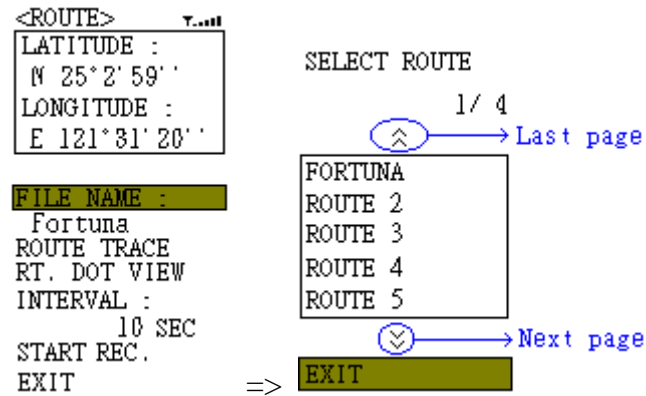 <ROUTE>
LATITUDE :
N 25°2'59''
LONGITUDE :
E 121°31'20''
FILE NAME :
Fortuna
ROUTE TRACE
RT. DOT VIEW
INTERVAL :
10 SEC
START REC.
EXIT
=>
SELECT ROUTE
1/ 4
Last page
FORTUNA
ROUTE 2
ROUTE 3
ROUTE 4
ROUTE 5
Next page
EXIT